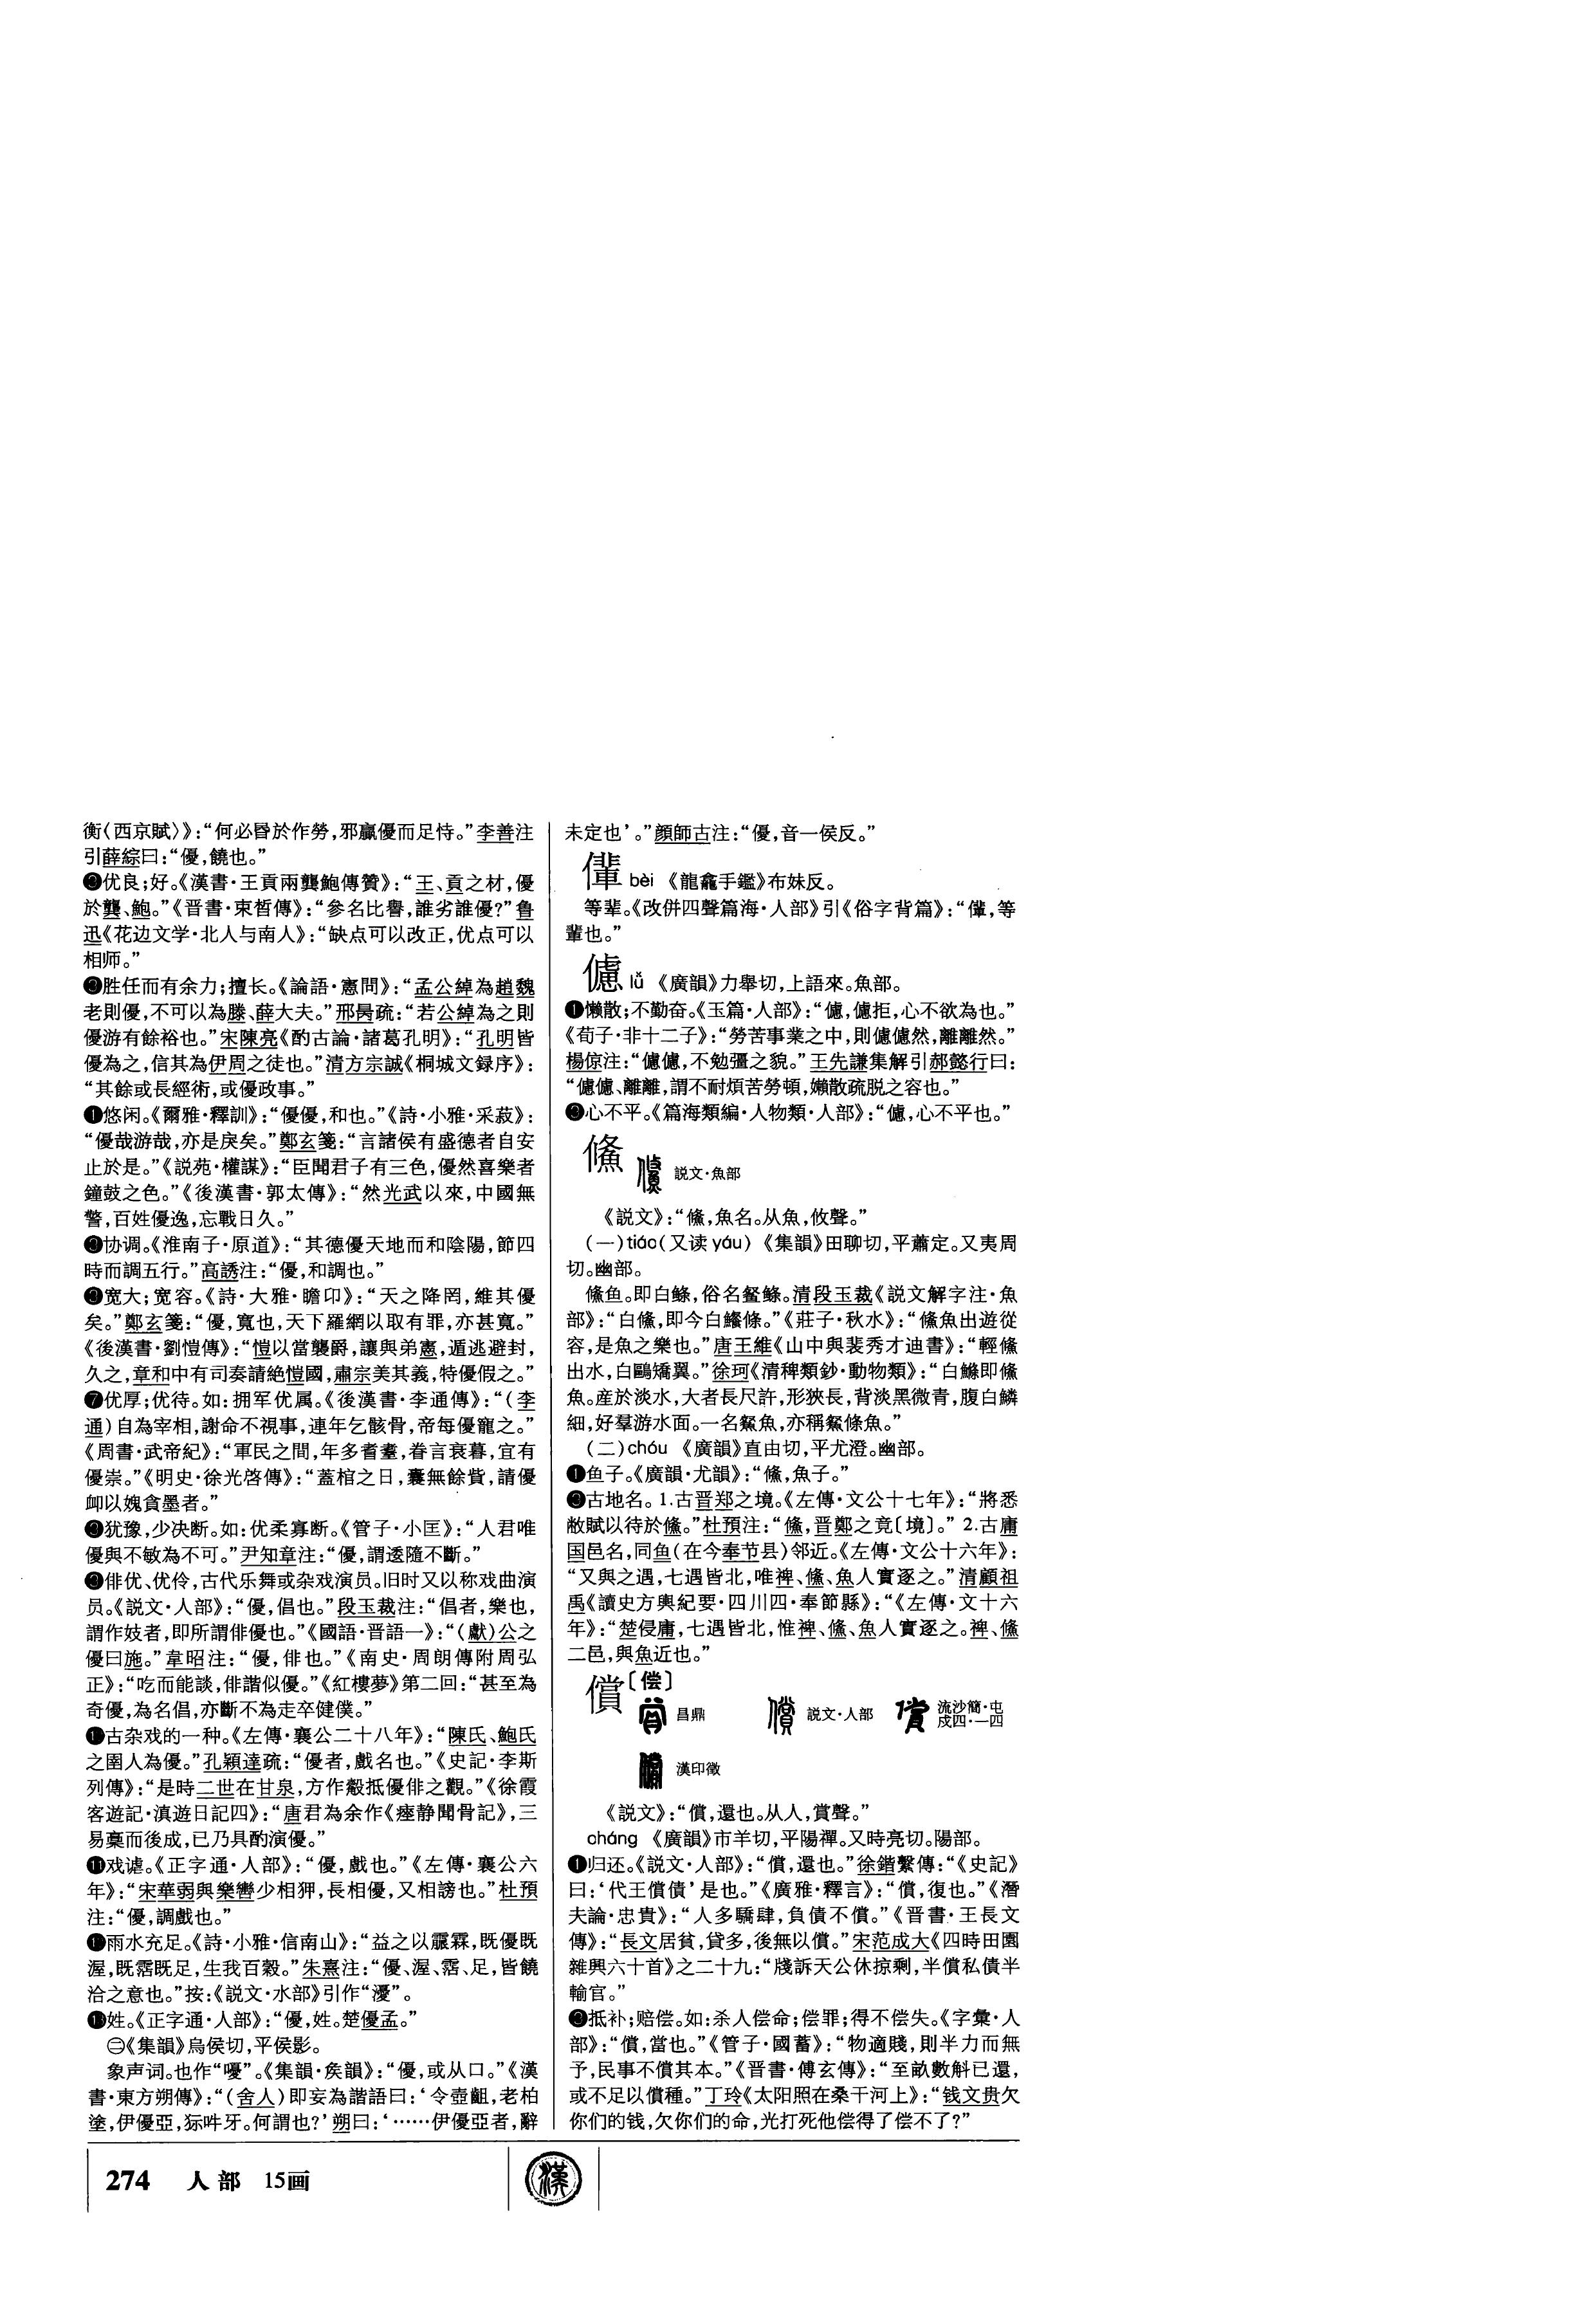 衡〈西京賦〉》：“何必昬於作勞，邪贏優而足恃。”李善注
引薛綜曰：“優，饒也。”
❷优良；好。《漢書·王貢兩龔鮑傳贊》：“王、貢之材，優
於龔、鮑。”《晋書·束晳傳》：“參名比譽，誰劣誰優？”鲁
迅《花边文学·北人与南人》：“缺点可以改正，优点可以
相师。”
❸胜任而有余力；擅长。《論語·憲問》：“孟公綽為趙魏
老則優，不可以為滕、薛大夫。”邢昺疏：“若公綽為之則
優游有餘裕也。”宋陳亮《酌古論·諸葛孔明》：“孔明皆
優為之，信其為伊周之徒也。”清方宗誠《桐城文録序》：
“其餘或長經術，或優政事。”
❹悠闲。《爾雅·釋訓》：“優優，和也。”《詩·小雅·采菽》：
“優哉游哉，亦是戾矣。”鄭玄箋：“言諸侯有盛德者自安
止於是。”《説苑·權謀》：“臣聞君子有三色，優然喜樂者
鐘鼓之色。”《後漢書·郭太傳》：“然光武以來，中國無
警，百姓優逸，忘戰日久。”
❺协调。《淮南子·原道》：“其德優天地而和陰陽，節四
時而調五行。”高誘注：“優，和調也。”
❻宽大；宽容。《詩·大雅·瞻卬》：“天之降罔，維其優
矣。”鄭玄箋：“優，寬也，天下羅網以取有罪，亦甚寬。”
《後漢書·劉愷傳》：“愷以當襲爵，讓與弟憲，遁逃避封，
久之，章和中有司奏請絶愷國，肅宗美其義，特優假之。”
❼优厚；优待。如：拥军优属。《後漢書·李通傳》：“（李
通）自為宰相，謝命不視事，連年乞骸骨，帝每優寵之。”
《周書·武帝紀》：“軍民之間，年多耆耋，眷言衰暮，宜有
優崇。”《明史·徐光啓傳》：“蓋棺之日，囊無餘貲，請優
卹以媿貪墨者。”
❽犹豫，少决断。如：优柔寡断。《管子·小匡》：“人君唯
優與不敏為不可。”尹知章注：“優，謂逶隨不斷。”
❾俳优、优伶，古代乐舞或杂戏演员。旧时又以称戏曲演
员。《説文·人部》：“優，倡也。”段玉裁注：“倡者，樂也，
謂作妓者，即所謂俳優也。”《國語·晋語一》：“（獻）公之
優曰施。”韋昭注：“優，俳也。”《南史·周朗傳附周弘
正》：“吃而能談，俳諧似優。”《紅樓夢》第二回：“甚至為
奇優，為名倡，亦斷不為走卒健僕。”
❿古杂戏的一种。《左傳·襄公二十八年》：“陳氏、鮑氏
之圉人為優。”孔穎達疏：“優者，戲名也。”《史記·李斯
列傳》：“是時二世在甘泉，方作觳抵優俳之觀。”《徐霞
客遊記·滇遊日記四》：“唐君為余作《瘞静聞骨記》，三
易稾而後成，已乃具酌演優。”
⓫戏谑。《正字通·人部》：“優，戲也。”《左傳·襄公六
年》：“宋華弱與樂轡少相狎，長相優，又相謗也。”杜預
注：“優，調戲也。”
⓬雨水充足。《詩·小雅·信南山》：“益之以霢霂，既優既
渥，既霑既足，生我百穀。”朱熹注：“優、渥、霑、足，皆饒
洽之意也。”按：《説文·水部》引作“瀀”。
⓭姓。《正字通·人部》：“優，姓。楚優孟。”
㊁《集韻》烏侯切，平侯影。
象声词。也作“嚘”。《集韻·矦韻》：“優，或从口。”《漢
書·東方朔傳》：“（舍人）即妄為諧語曰：‘令壺齟，老柏
塗，伊優亞，狋吽牙。何謂也？’朔曰：‘……伊優亞者，辭
未定也’。”顔師古注：“優，音一侯反。”
㒔 bèi 《龍龕手鑑》布妹反。
等辈。《改併四聲篇海·人部》引《俗字背篇》：“㒔，等
輩也。”
儢 lǚ 《廣韻》力舉切，上語來。魚部。
❶懒散；不勤奋。《玉篇·人部》：“儢，儢拒，心不欲為也。”
《荀子·非十二子》：“勞苦事業之中，則儢儢然，離離然。”
楊倞注：“儢儢，不勉彊之貌。”王先謙集解引郝懿行曰：
“儢儢、離離，謂不耐煩苦勞頓，嬾散疏脱之容也。”
❷心不平。《篇海類編·人物類·人部》：“儢，心不平也。”
鯈 説文·魚部
《説文》：“鯈，魚名。从魚，攸聲。”
（一）tiáo（又读 yáu）《集韻》田聊切，平蕭定。又夷周
切。幽部。
鯈鱼。即白鲦，俗名䱗鲦。清段玉裁《説文解字注·魚
部》：“白鯈，即今白鰷條。”《莊子·秋水》：“鯈魚出遊從
容，是魚之樂也。”唐王維《山中與裴秀才迪書》：“輕鯈
出水，白鷗矯翼。”徐珂《清稗類鈔·動物類》：“白鰷即鯈
魚。産於淡水，大者長尺許，形狹長，背淡黑微青，腹白鱗
細，好羣游水面。一名䱗魚，亦稱䱗條魚。”
（二）chóu 《廣韻》直由切，平尤澄。幽部。
❶鱼子。《廣韻·尤韻》：“鯈，魚子。”
❷古地名。1.古晋郑之境。《左傳·文公十七年》：“將悉
敝賦以待於鯈。”杜預注：“鯈，晋鄭之竟〔境〕。” 2.古庸
国邑名，同鱼（在今奉节县）邻近。《左傳·文公十六年》：
“又與之遇，七遇皆北，唯裨、鯈、魚人實逐之。”清顧祖
禹《讀史方輿紀要·四川四·奉節縣》：“《左傳·文十六
年》：“楚侵庸，七遇皆北，惟裨、鯈、魚人實逐之。裨、鯈
二邑，與魚近也。”
償〔偿〕
昌鼎 説文·人部 流沙簡·屯戍四·一四
漢印徵
《説文》：“償，還也。从人，賞聲。”
cháng 《廣韻》市羊切，平陽禪。又時亮切。陽部。
❶归还。《説文·人部》：“償，還也。”徐鍇繫傳：“《史記》
曰：‘代王償債’是也。”《廣雅·釋言》：“償，復也。”《潛
夫論·忠貴》：“人多驕肆，負債不償。”《晋書·王長文
傳》：“長文居貧，貸多，後無以償。”宋范成大《四時田園
雜興六十首》之二十九：“牋訴天公休掠剩，半償私債半
輸官。”
❷抵补；赔偿。如：杀人偿命；偿罪；得不偿失。《字彙·人
部》：“償，當也。”《管子·國蓄》：“物適賤，則半力而無
予，民事不償其本。”《晋書·傅玄傳》：“至畝數斛已還，
或不足以償種。”丁玲《太阳照在桑干河上》：“钱文贵欠
你们的钱，欠你们的命，光打死他偿得了偿不了？”
274 人部 15画
漢